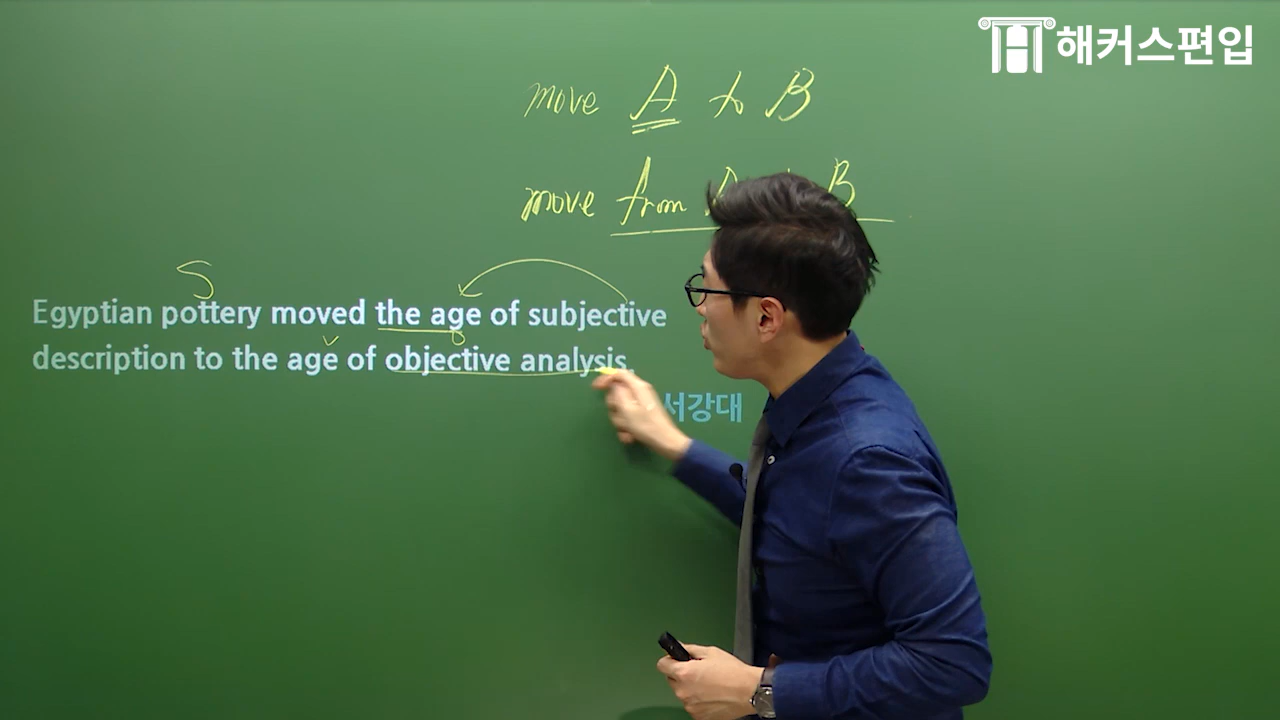 해커스편입
move A to B
move from B
S
Egyptian pottery moved the age of subjective
description to the age of objective analysis.
서강대